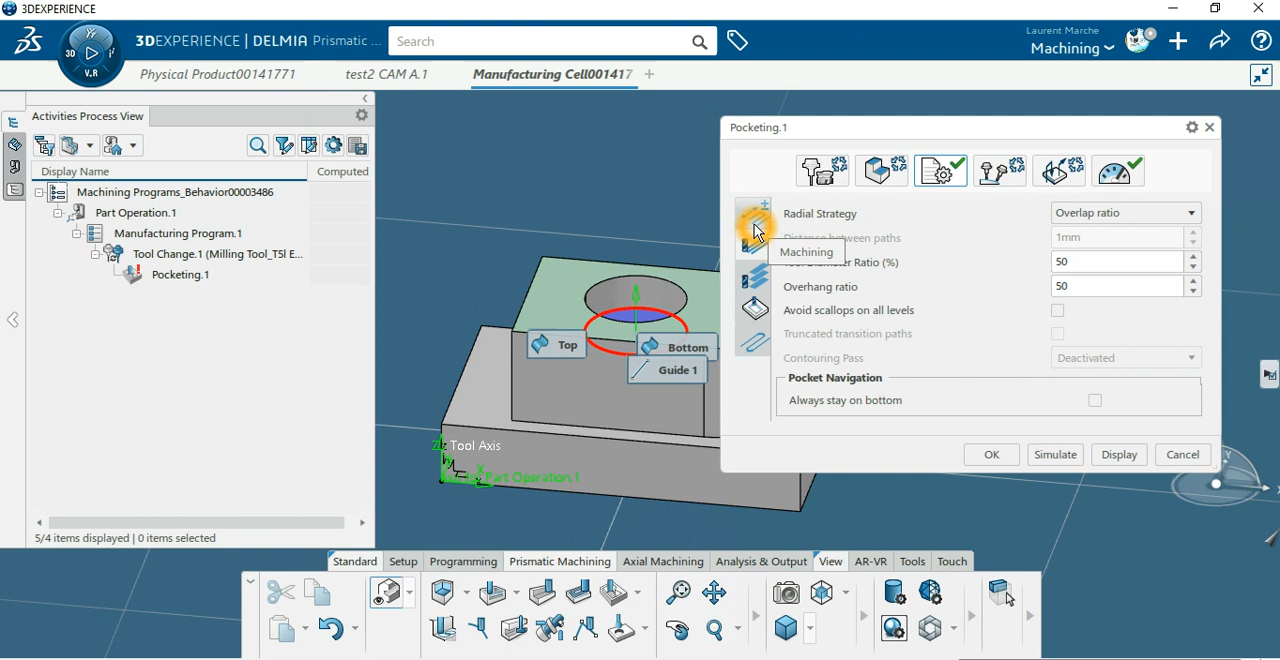 3DEXPERIENCE
3DEXPERIENCE | DELMIA Prismatic ...
Search
Laurent Marche
Machining
3D
V.R
Physical Product00141771
test2 CAM A.1
Manufacturing Cell001417
Activities Process View
Display Name
Computed
Machining Programs_Behavior00003486
Part Operation.1
Manufacturing Program.1
Tool Change.1 (Milling Tool_T5l E...
Pocketing.1
5/4 items displayed | 0 items selected
Top
Bottom
Guide 1
Tool Axis
Part Operation.1
Pocketing.1
Radial Strategy
Overlap ratio
Distance between paths
1mm
Machining
Ratio (%)
50
Overhang ratio
50
Avoid scallops on all levels
Truncated transition paths
Contouring Pass
Deactivated
Pocket Navigation
Always stay on bottom
OK
Simulate
Display
Cancel
Y
Standard
Setup
Programming
Prismatic Machining
Axial Machining
Analysis & Output
View
AR-VR
Tools
Touch